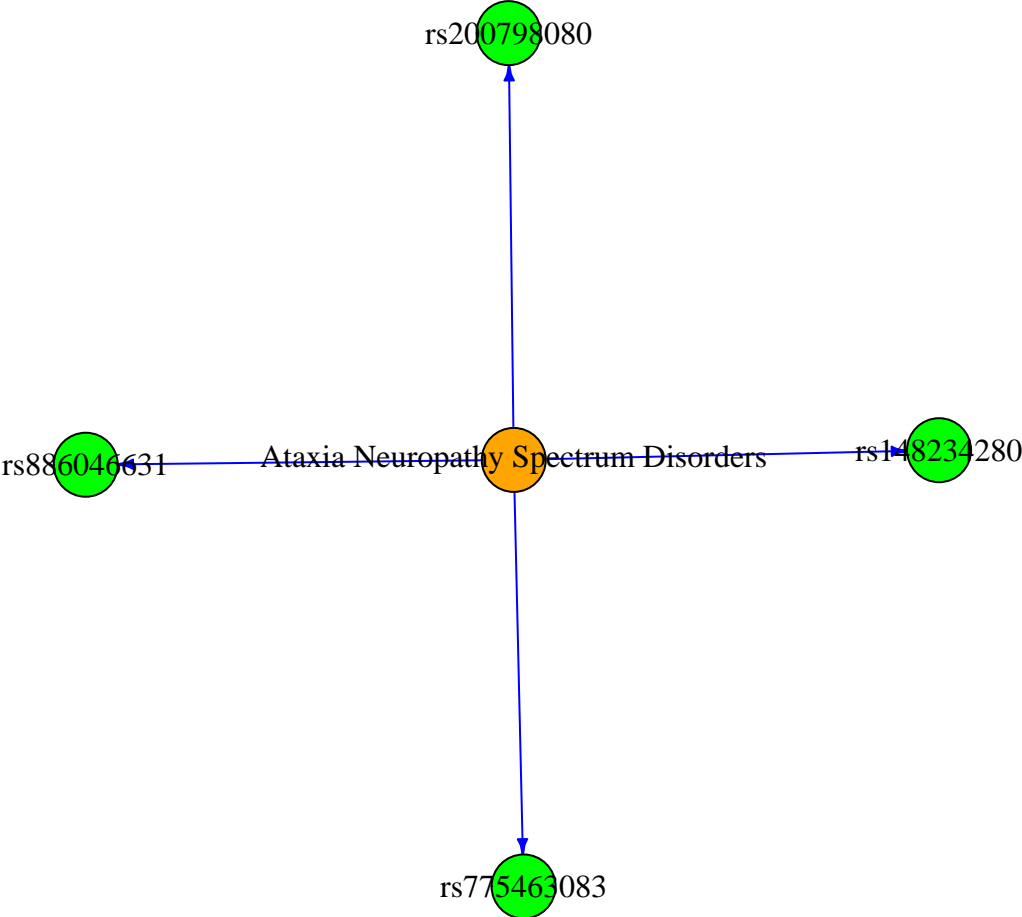 rs200798080
rs148234280
Ataxia Neuropathy Spectrum Disorders
rs886046631
rs775463083